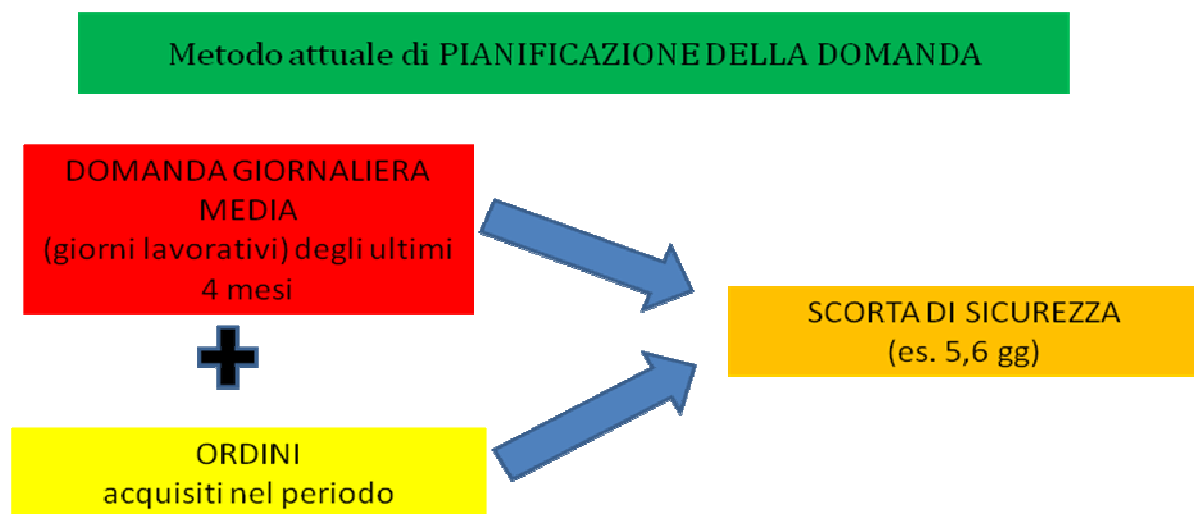 Metodo attuale di PIANIFICAZIONE DELLA DOMANDA
DOMANDA GIORNALIERA
MEDIA
(giorni lavorativi) degli ultimi
4 mesi
SCORTA DI SICUREZZA
(es. 5,6 gg)
ORDINI
acquisiti nel periodo